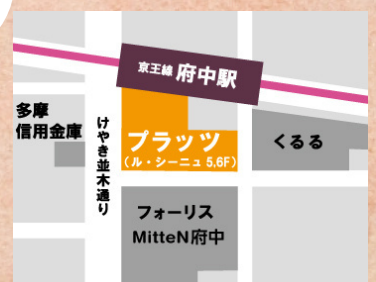 京王線 府中駅
多摩
信用金庫
けやき並木通り
プラッツ
(ル・シーニュ 5,6F)
くるる
フォーリス
MitteN府中